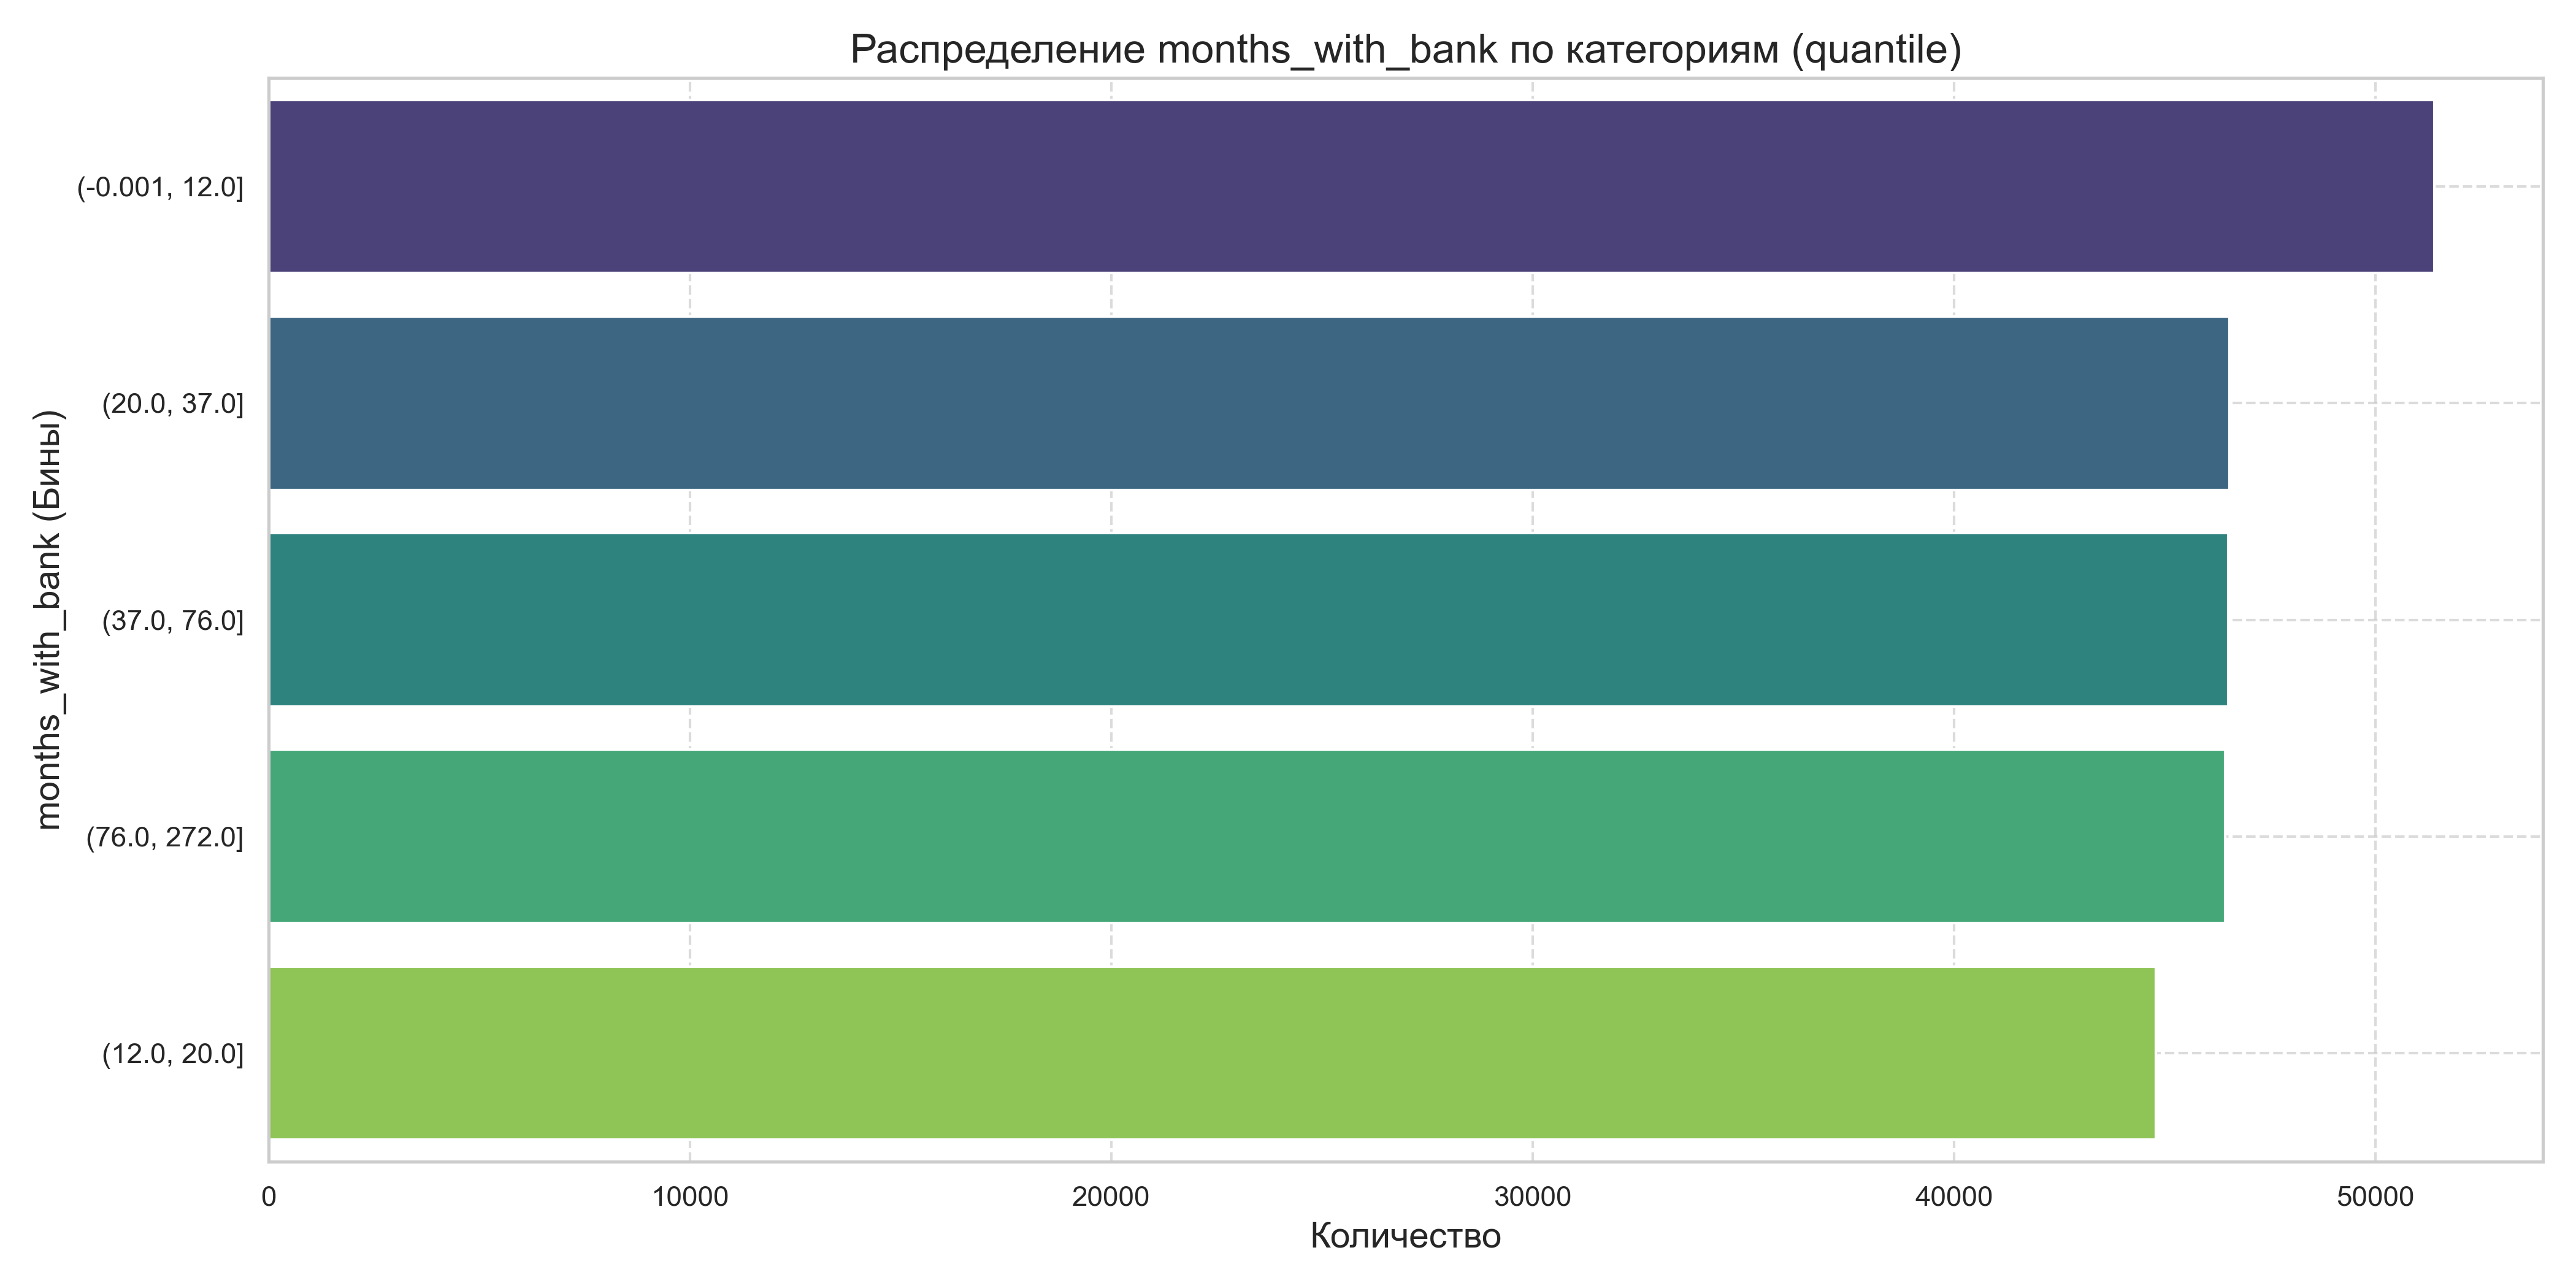 Распределение months_with_bank по категориям (quantile)
months_with_bank (Бины)
(-0.001, 12.0]
(20.0, 37.0]
(37.0, 76.0]
(76.0, 272.0]
(12.0, 20.0]
0 10000 20000 30000 40000 50000
Количество